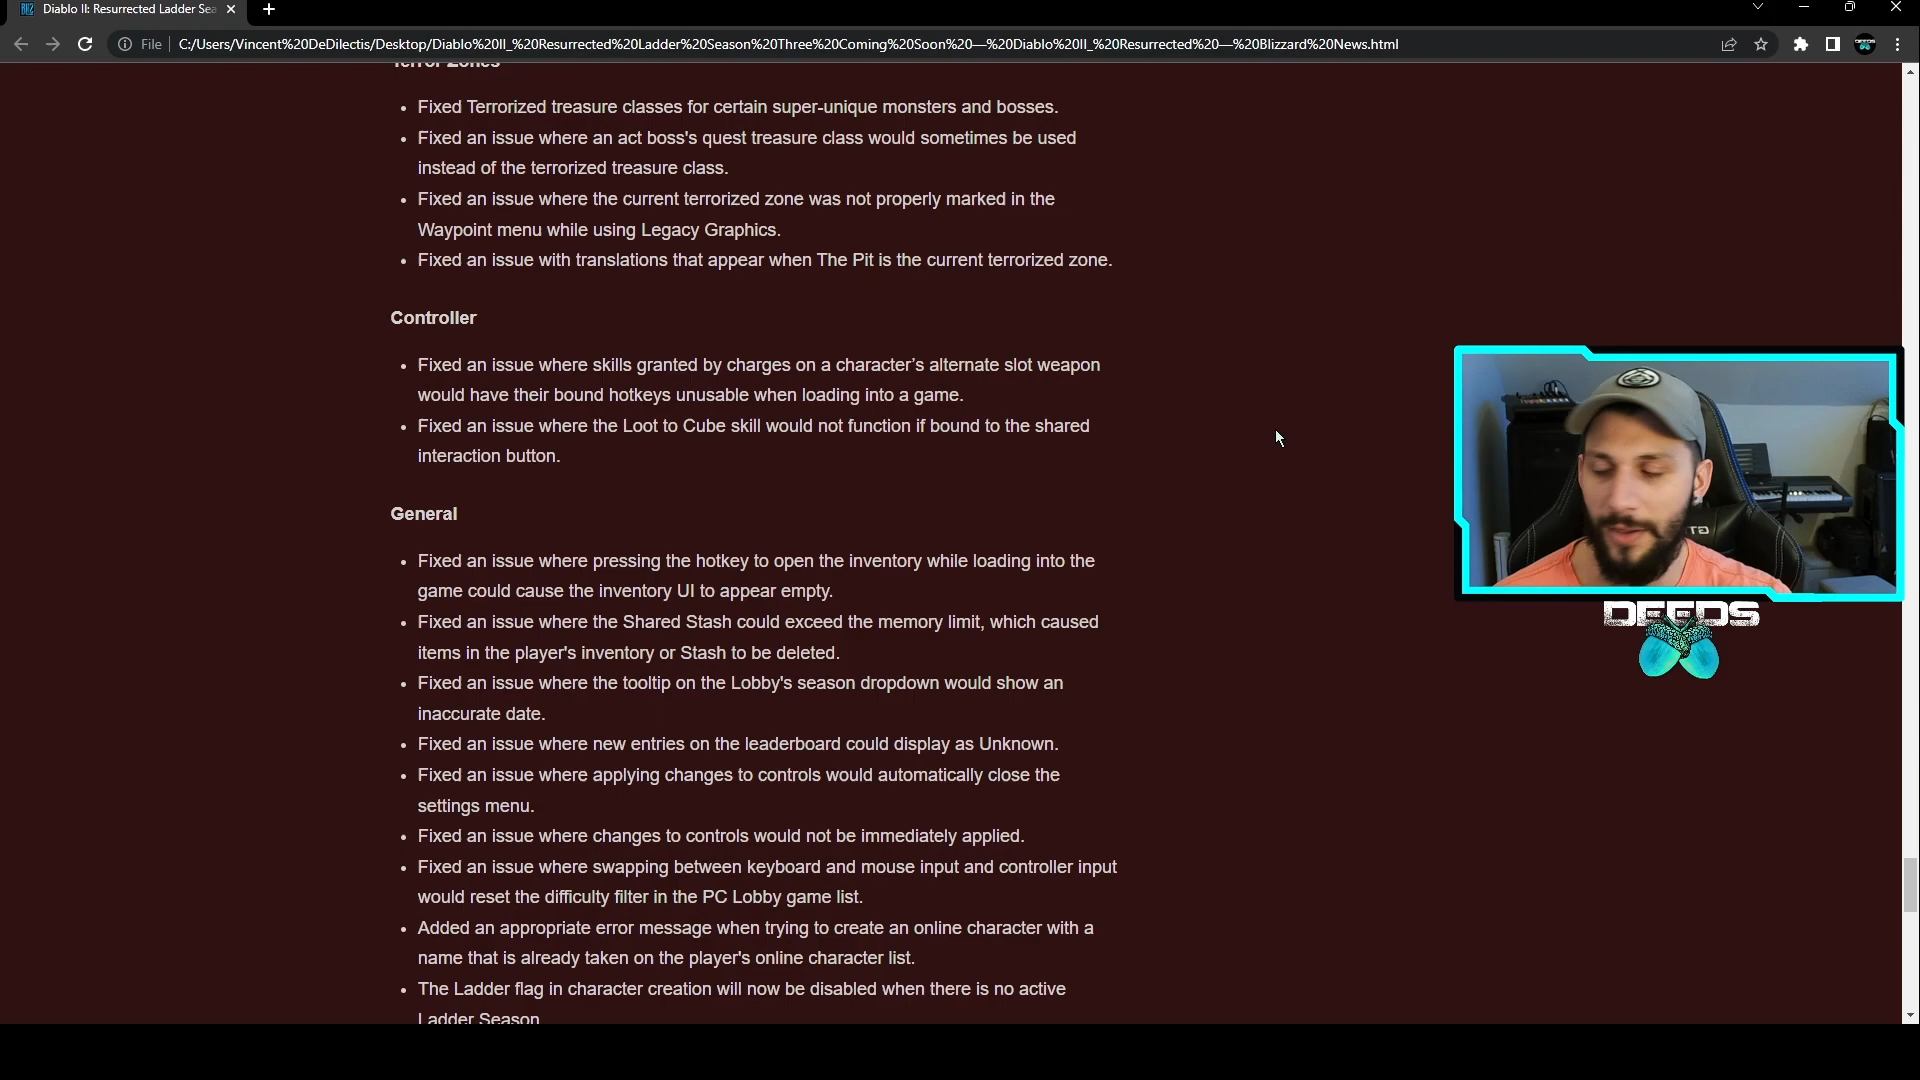 Diablo II: Resurrected Ladder Sea
File
C:/Users/Vincent%20DeDilectis/Desktop/Diablo%20II_%20Resurrected%20Ladder%20Season%20Three%20Coming%20Soon%20—%20Diablo%20II_%20Resurrected%20—%20Blizzard%20News.html
Terror Zones
• Fixed Terrorized treasure classes for certain super-unique monsters and bosses.
• Fixed an issue where an act boss's quest treasure class would sometimes be used
instead of the terrorized treasure class.
• Fixed an issue where the current terrorized zone was not properly marked in the
Waypoint menu while using Legacy Graphics.
• Fixed an issue with translations that appear when The Pit is the current terrorized zone.
Controller
• Fixed an issue where skills granted by charges on a character’s alternate slot weapon
would have their bound hotkeys unusable when loading into a game.
• Fixed an issue where the Loot to Cube skill would not function if bound to the shared
interaction button.
General
• Fixed an issue where pressing the hotkey to open the inventory while loading into the
game could cause the inventory UI to appear empty.
• Fixed an issue where the Shared Stash could exceed the memory limit, which caused
items in the player's inventory or Stash to be deleted.
• Fixed an issue where the tooltip on the Lobby's season dropdown would show an
inaccurate date.
• Fixed an issue where new entries on the leaderboard could display as Unknown.
• Fixed an issue where applying changes to controls would automatically close the
settings menu.
• Fixed an issue where changes to controls would not be immediately applied.
• Fixed an issue where swapping between keyboard and mouse input and controller input
would reset the difficulty filter in the PC Lobby game list.
• Added an appropriate error message when trying to create an online character with a
name that is already taken on the player's online character list.
• The Ladder flag in character creation will now be disabled when there is no active
Ladder Season
DEEDS